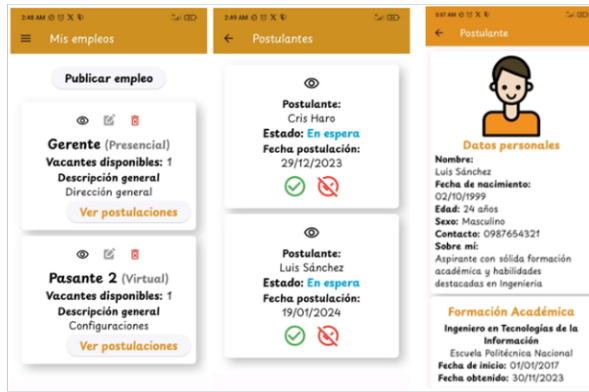 2:48 AM
Mis empleos
Publicar empleo
Gerente (Presencial)
Vacantes disponibles: 1
Descripción general
Dirección general
Ver postulaciones
Pasante 2 (Virtual)
Vacantes disponibles: 1
Descripción general
Configuraciones
Ver postulaciones
2:49 AM
Postulantes
Postulante:
Cris Haro
Estado: En espera
Fecha postulación:
29/12/2023
Postulante:
Luis Sánchez
Estado: En espera
Fecha postulación:
19/01/2024
3:07 AM
Postulante
Datos personales
Nombre:
Luis Sánchez
Fecha de nacimiento:
02/10/1999
Edad: 24 años
Sexo: Masculino
Contacto: 0987654321
Sobre mí:
Aspirante con sólida formación
académica y habilidades
destacadas en Ingeniería
Formación Académica
Ingeniero en Tecnologías de la
Información
Escuela Politécnica Nacional
Fecha de inicio: 01/01/2017
Fecha obtenido: 30/11/2023